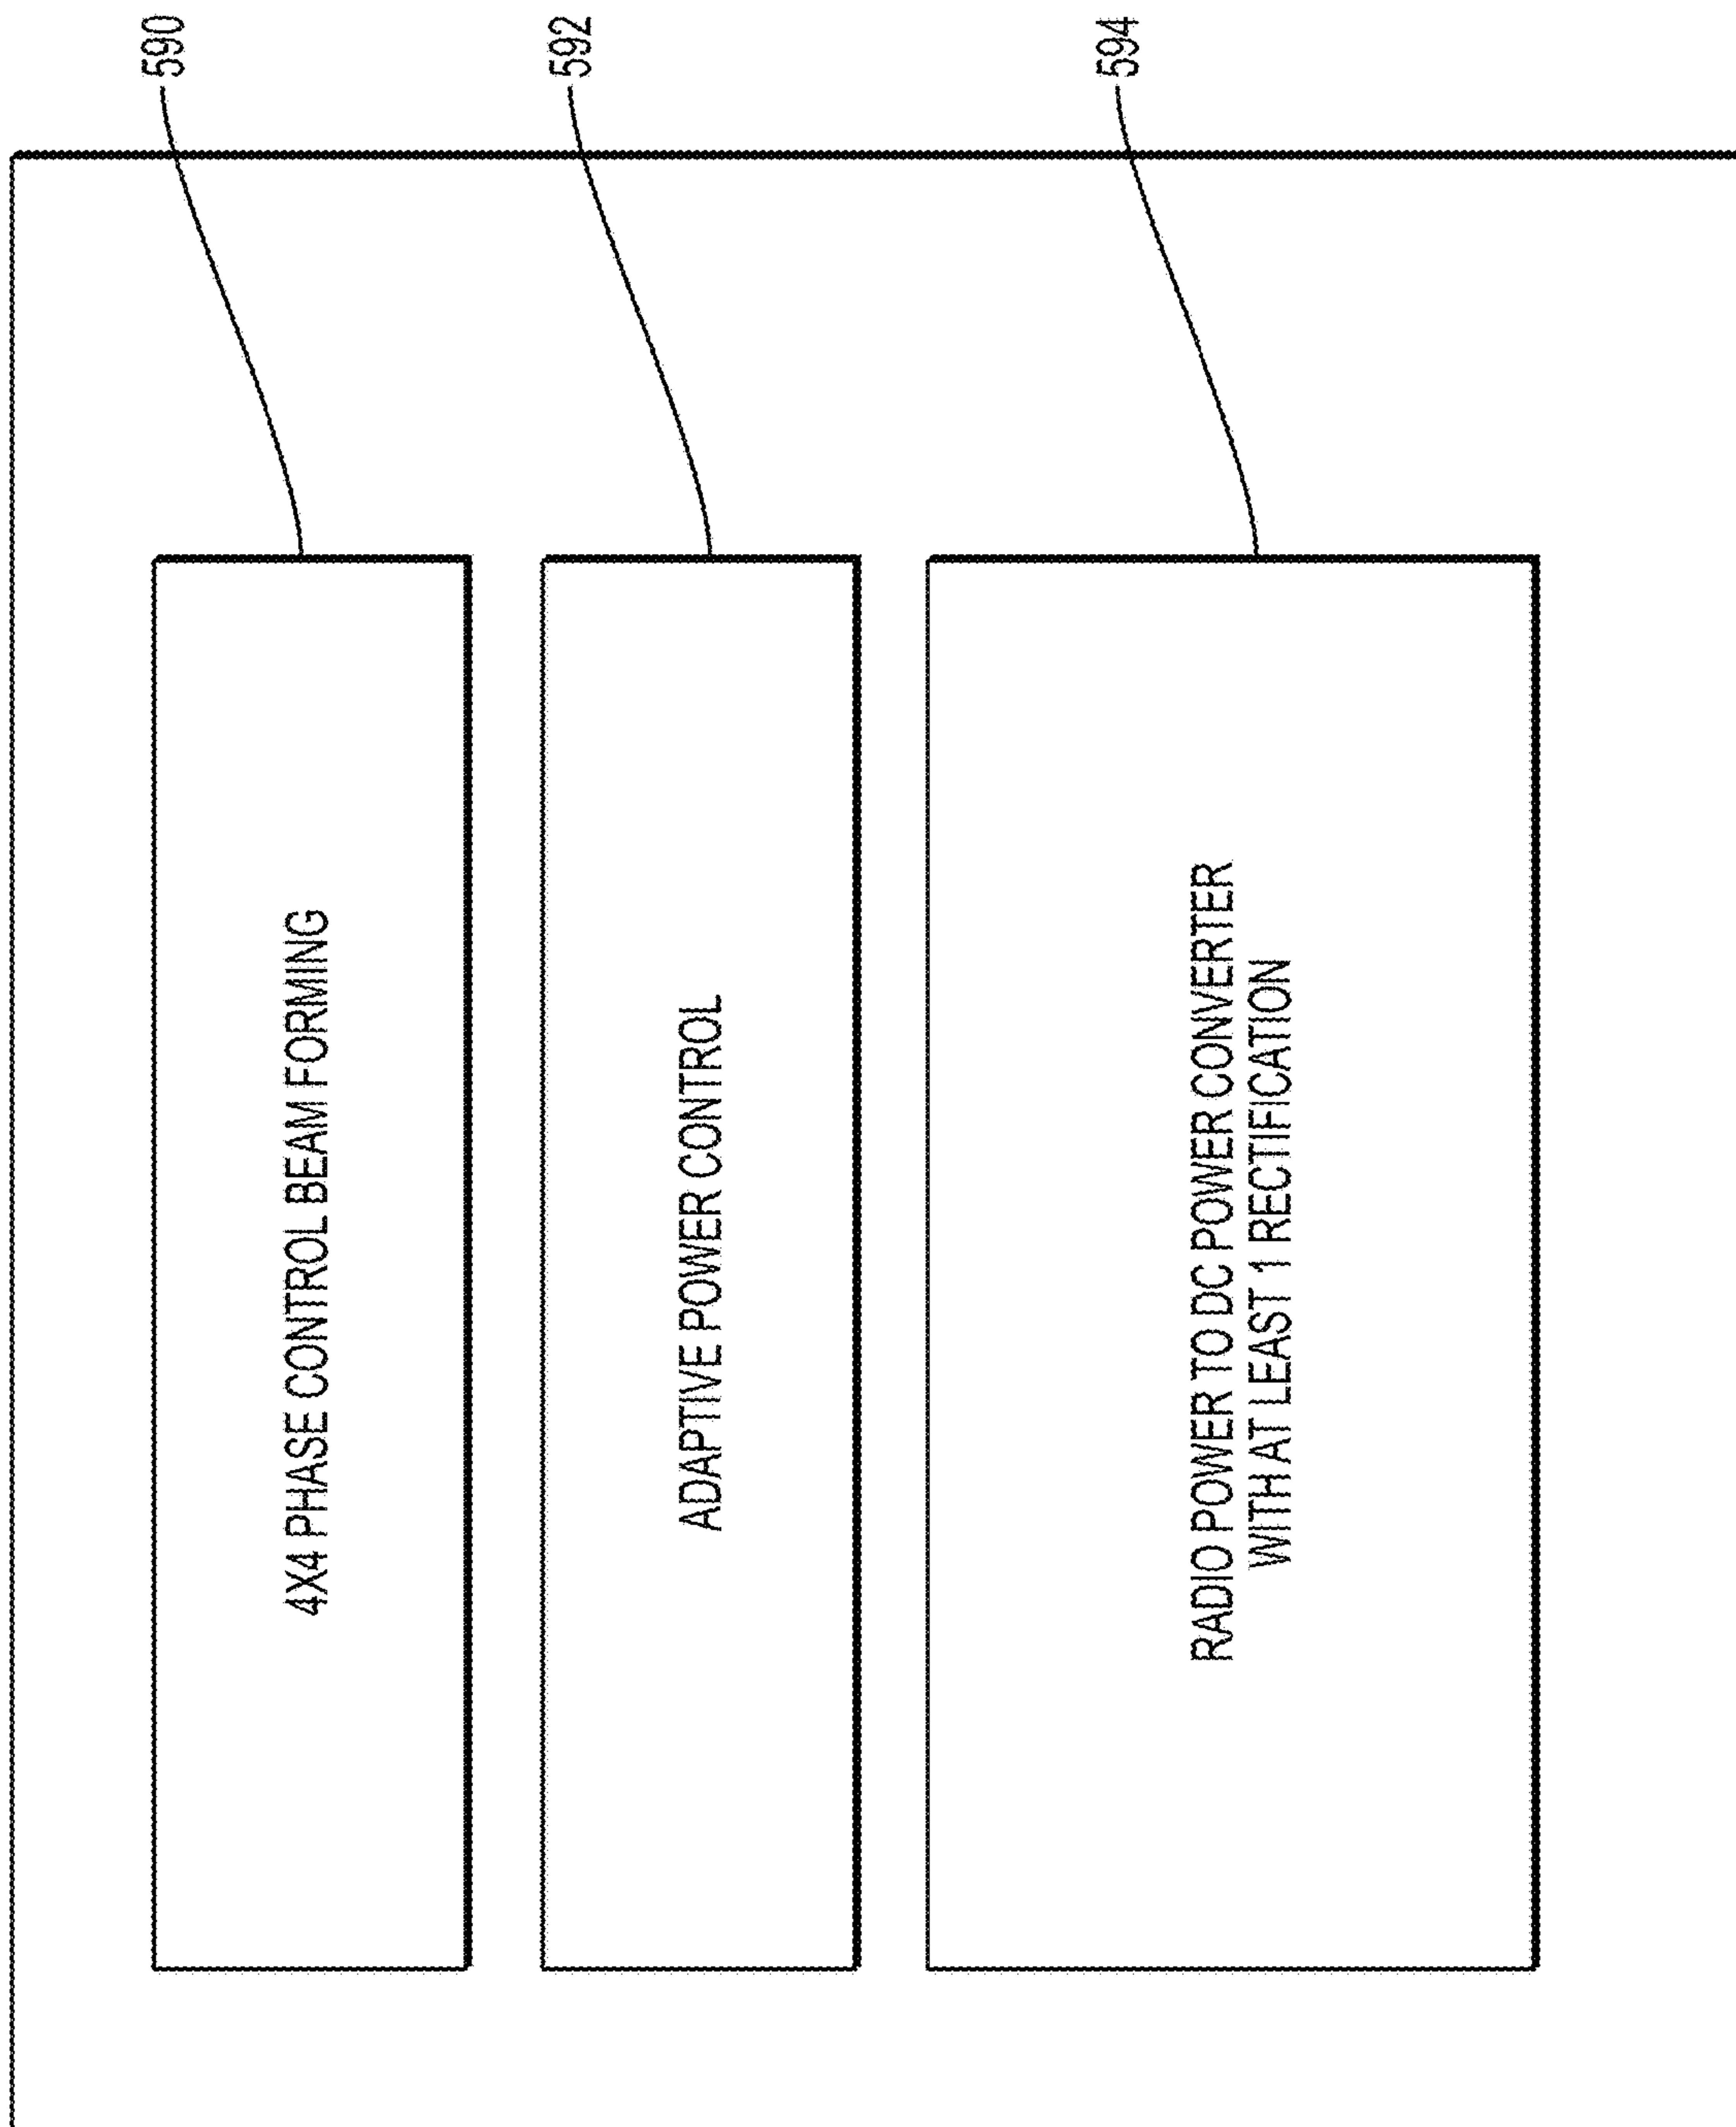 590
4X4 PHASE CONTROL BEAM FORMING
592
ADAPTIVE POWER CONTROL
594
RADIO POWER TO DC POWER CONVERTER
WITH AT LEAST 1 RECTIFICATION